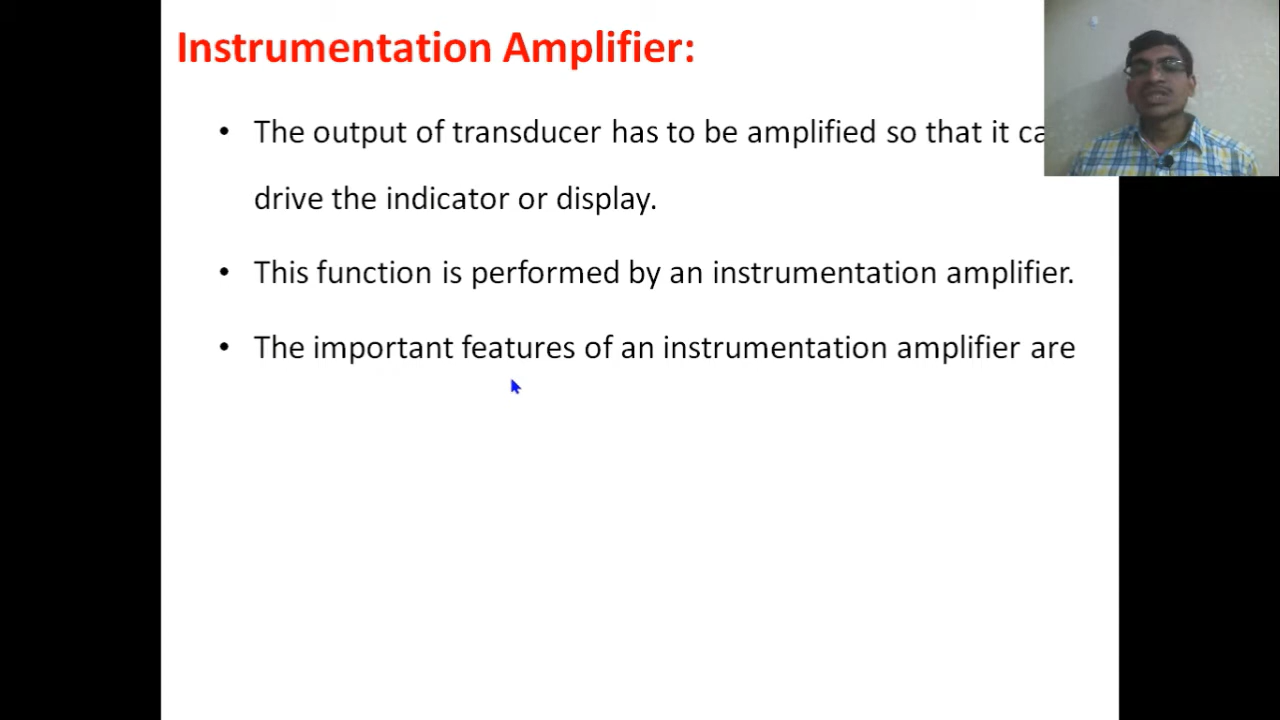 Instrumentation Amplifier:
• The output of transducer has to be amplified so that it ca
drive the indicator or display.
• This function is performed by an instrumentation amplifier.
• The important features of an instrumentation amplifier are